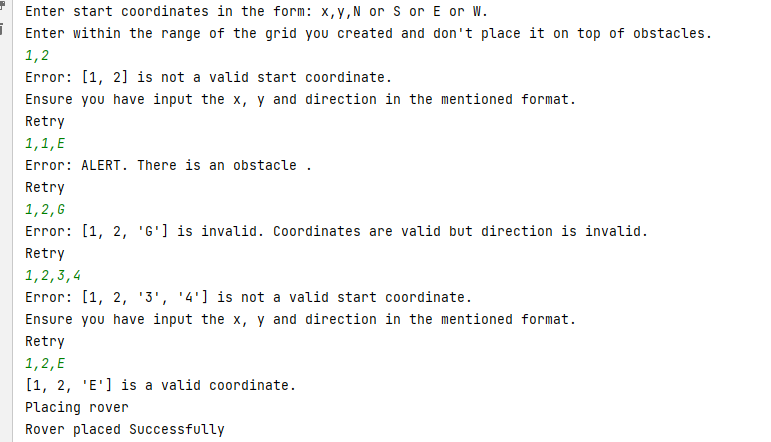 Enter start coordinates in the form: x,y,N or S or E or W.
Enter within the range of the grid you created and don't place it on top of obstacles.
1,2
Error: [1, 2] is not a valid start coordinate.
Ensure you have input the x, y and direction in the mentioned format.
Retry
1,1,E
Error: ALERT. There is an obstacle .
Retry
1,2,G
Error: [1, 2, 'G'] is invalid. Coordinates are valid but direction is invalid.
Retry
1,2,3,4
Error: [1, 2, '3', '4'] is not a valid start coordinate.
Ensure you have input the x, y and direction in the mentioned format.
Retry
1,2,E
[1, 2, 'E'] is a valid coordinate.
Placing rover
Rover placed Successfully